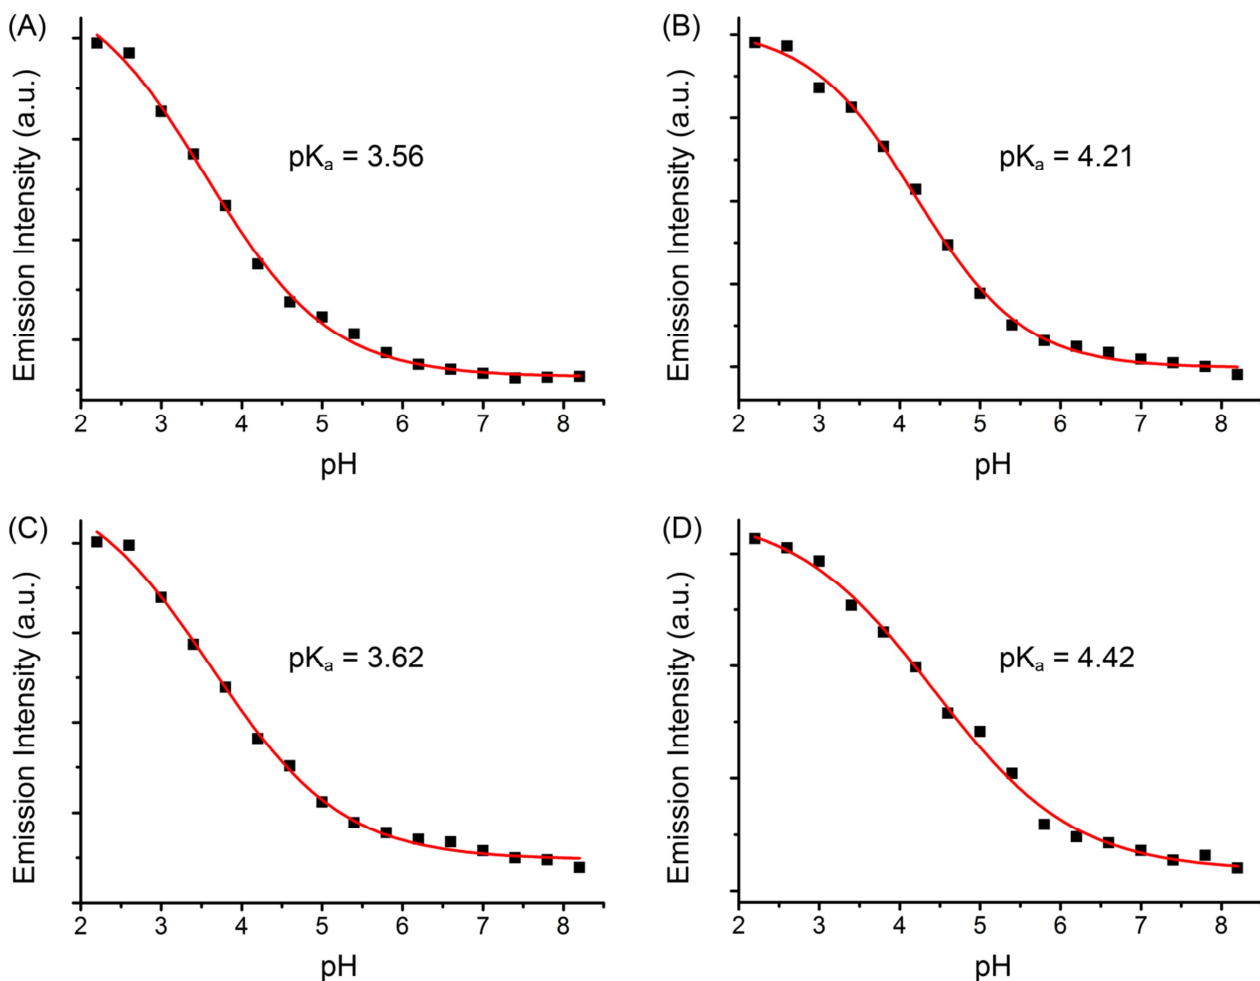 (A)
Emission Intensity (a.u.)
pKₐ = 3.56
2 3 4 5 6 7 8
pH
(B)
Emission Intensity (a.u.)
pKₐ = 4.21
2 3 4 5 6 7 8
pH
(C)
Emission Intensity (a.u.)
pKₐ = 3.62
2 3 4 5 6 7 8
pH
(D)
Emission Intensity (a.u.)
pKₐ = 4.42
2 3 4 5 6 7 8
pH